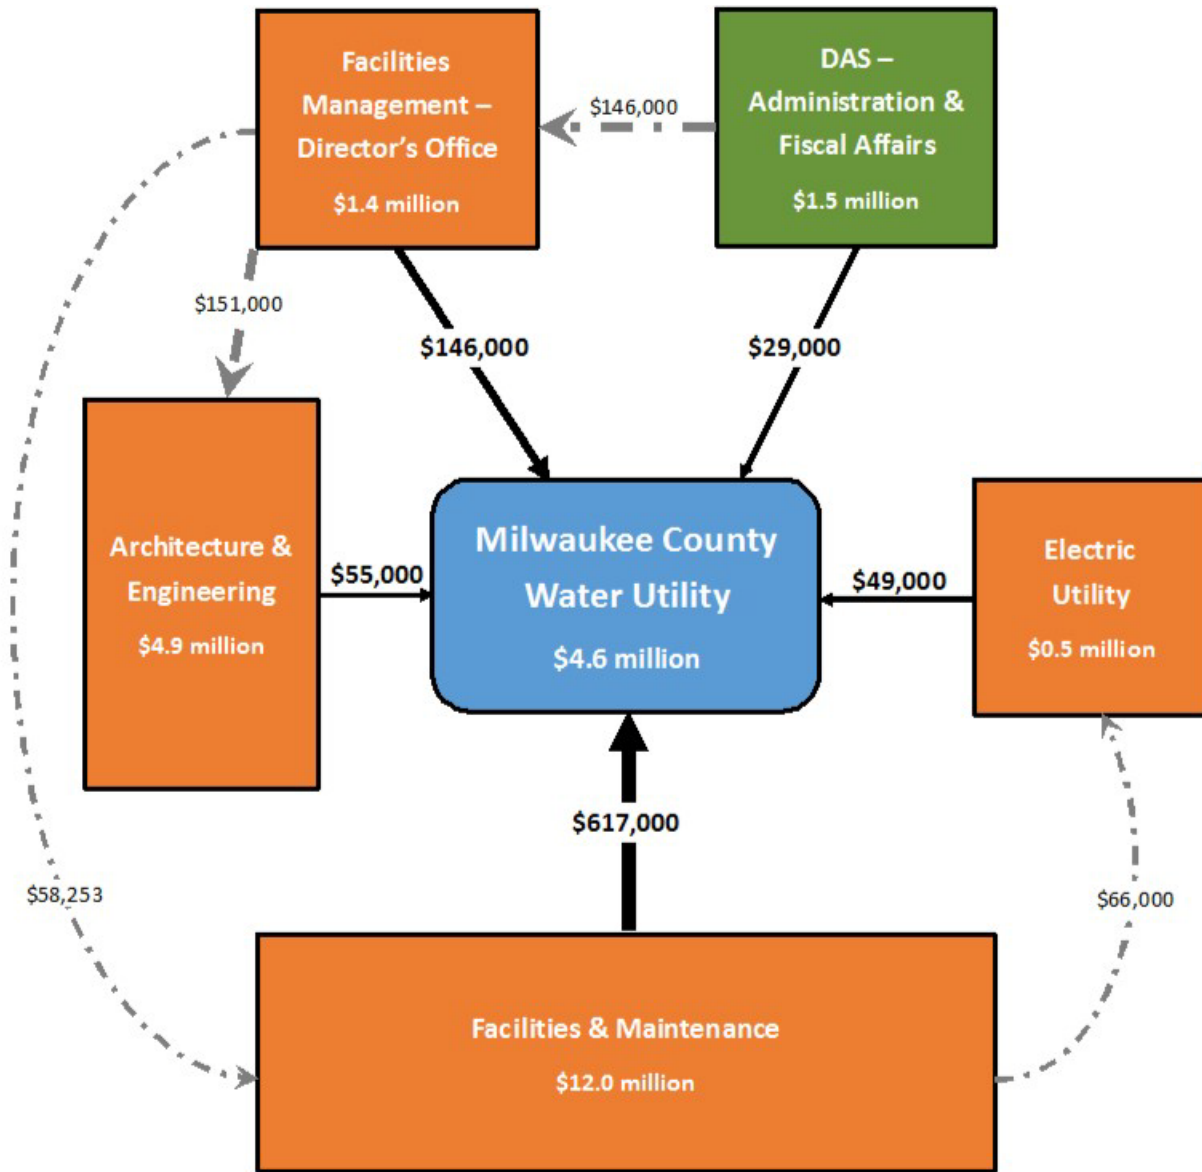 Facilities
Management –
Director's Office
$1.4 million
$146,000
DAS –
Administration &
Fiscal Affairs
$1.5 million
$151,000
$146,000
$29,000
Architecture &
Engineering
$4.9 million
$55,000
Milwaukee County
Water Utility
$4.6 million
$49,000
Electric
Utility
$0.5 million
$617,000
$58,253
$66,000
Facilities & Maintenance
$12.0 million